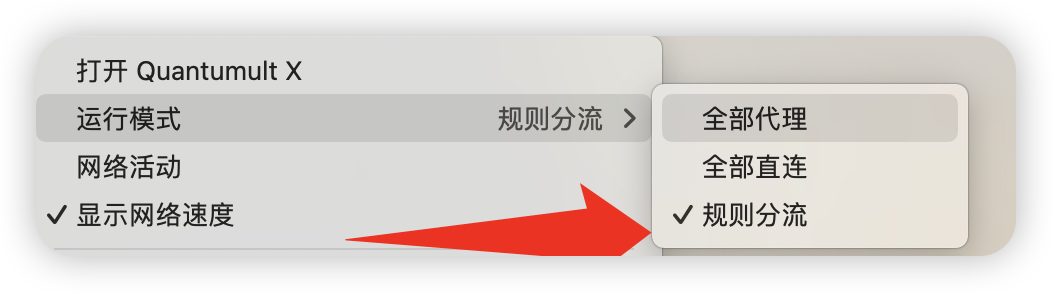 打开 Quantumult X
运行模式 规则分流
网络活动
显示网络速度
全部代理
全部直连
规则分流